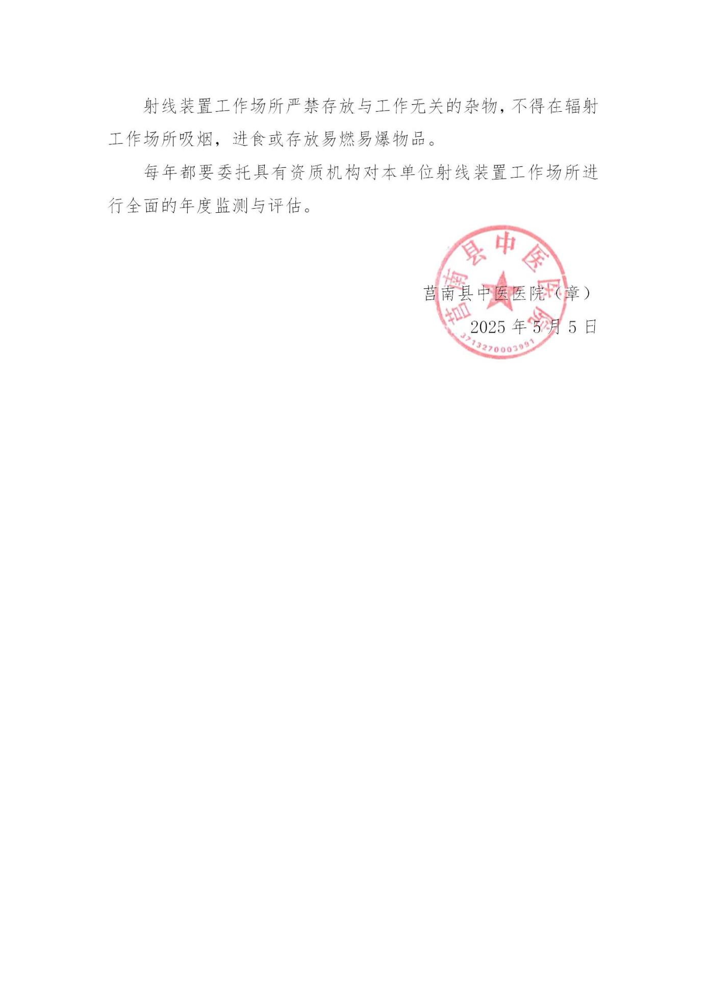 射线装置工作场所严禁存放与工作无关的杂物，不得在辐射
工作场所吸烟，进食或存放易燃易爆物品。
每年都要委托具有资质机构对本单位射线装置工作场所进
行全面的年度监测与评估。
莒南县中医医院
莒南县中医医院（章）
2025 年 5 月 5 日
3713270003991